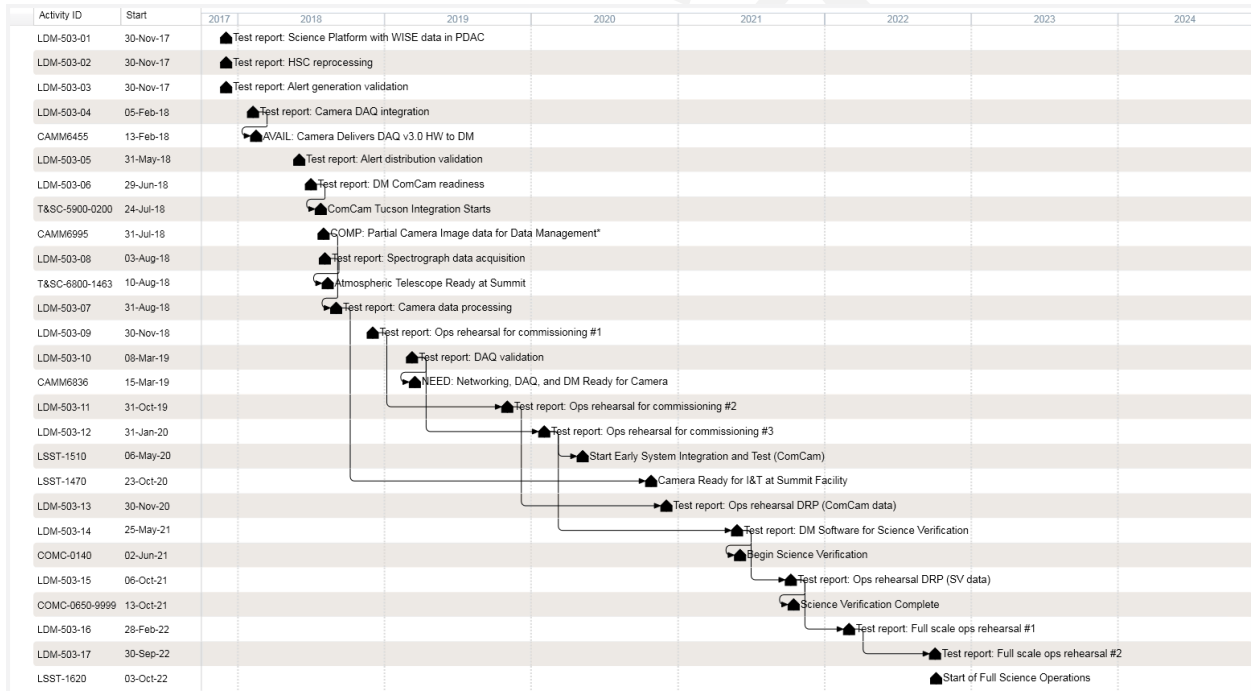 Activity ID Start 2017 2018 2019 2020 2021 2022 2023 2024
LDM-503-01 30-Nov-17 Test report: Science Platform with WISE data in PDAC
LDM-503-02 30-Nov-17 Test report: HSC reprocessing
LDM-503-03 30-Nov-17 Test report: Alert generation validation
LDM-503-04 05-Feb-18 Test report: Camera DAQ integration
CAMM6455 13-Feb-18 AVAIL: Camera Delivers DAQ v3.0 HW to DM
LDM-503-05 31-May-18 Test report: Alert distribution validation
LDM-503-06 29-Jun-18 Test report: DM ComCam readiness
T&SC-5900-0200 24-Jul-18 ComCam Tucson Integration Starts
CAMM6995 31-Jul-18 COMP: Partial Camera Image data for Data Management*
LDM-503-08 03-Aug-18 Test report: Spectrograph data acquisition
T&SC-6800-1463 10-Aug-18 Atmospheric Telescope Ready at Summit
LDM-503-07 31-Aug-18 Test report: Camera data processing
LDM-503-09 30-Nov-18 Test report: Ops rehearsal for commissioning #1
LDM-503-10 08-Mar-19 Test report: DAQ validation
CAMM6836 15-Mar-19 NEED: Networking, DAQ, and DM Ready for Camera
LDM-503-11 31-Oct-19 Test report: Ops rehearsal for commissioning #2
LDM-503-12 31-Jan-20 Test report: Ops rehearsal for commissioning #3
LSST-1510 06-May-20 Start Early System Integration and Test (ComCam)
LSST-1470 23-Oct-20 Camera Ready for I&T at Summit Facility
LDM-503-13 30-Nov-20 Test report: Ops rehearsal DRP (ComCam data)
LDM-503-14 25-May-21 Test report: DM Software for Science Verification
COMC-0140 02-Jun-21 Begin Science Verification
LDM-503-15 06-Oct-21 Test report: Ops rehearsal DRP (SV data)
COMC-0650-9999 13-Oct-21 Science Verification Complete
LDM-503-16 28-Feb-22 Test report: Full scale ops rehearsal #1
LDM-503-17 30-Sep-22 Test report: Full scale ops rehearsal #2
LSST-1620 03-Oct-22 Start of Full Science Operations